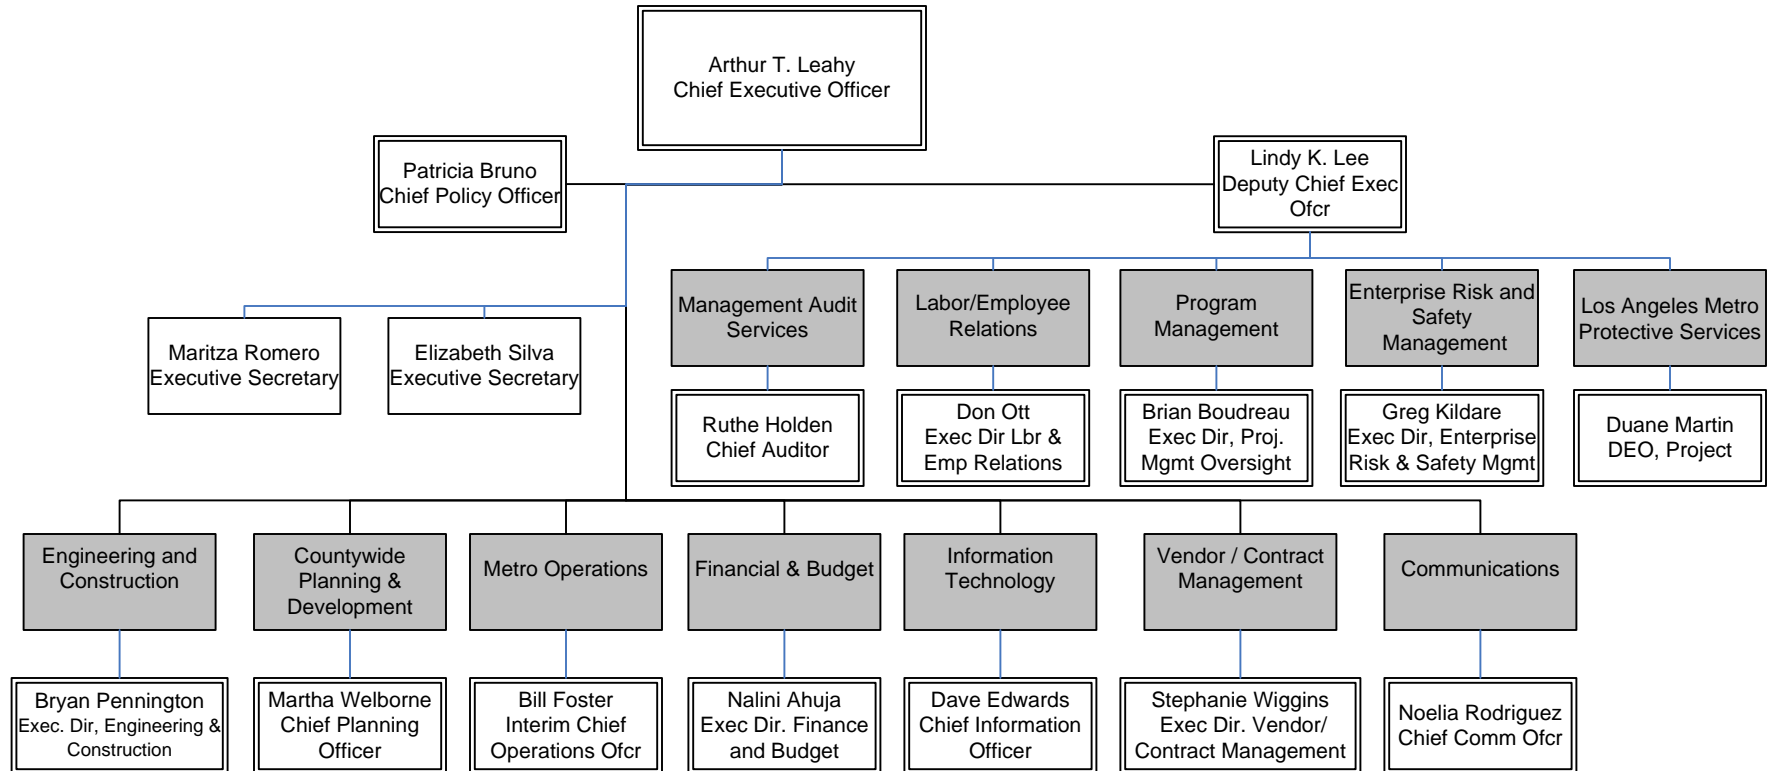 Arthur T. Leahy
Chief Executive Officer
Patricia Bruno
Chief Policy Officer
Lindy K. Lee
Deputy Chief Exec
Ofcr
Management Audit
Services
Labor/Employee
Relations
Program
Management
Enterprise Risk and
Safety
Management
Los Angeles Metro
Protective Services
Maritza Romero
Executive Secretary
Elizabeth Silva
Executive Secretary
Ruthe Holden
Chief Auditor
Don Ott
Exec Dir Lbr &
Emp Relations
Brian Boudreau
Exec Dir, Proj.
Mgmt Oversight
Greg Kildare
Exec Dir, Enterprise
Risk & Safety Mgmt
Duane Martin
DEO, Project
Engineering and
Construction
Countywide
Planning &
Development
Metro Operations
Financial & Budget
Information
Technology
Vendor / Contract
Management
Communications
Bryan Pennington
Exec. Dir, Engineering &
Construction
Martha Welborne
Chief Planning
Officer
Bill Foster
Interim Chief
Operations Ofcr
Nalini Ahuja
Exec Dir. Finance
and Budget
Dave Edwards
Chief Information
Officer
Stephanie Wiggins
Exec Dir. Vendor/
Contract Management
Noelia Rodriguez
Chief Comm Ofcr